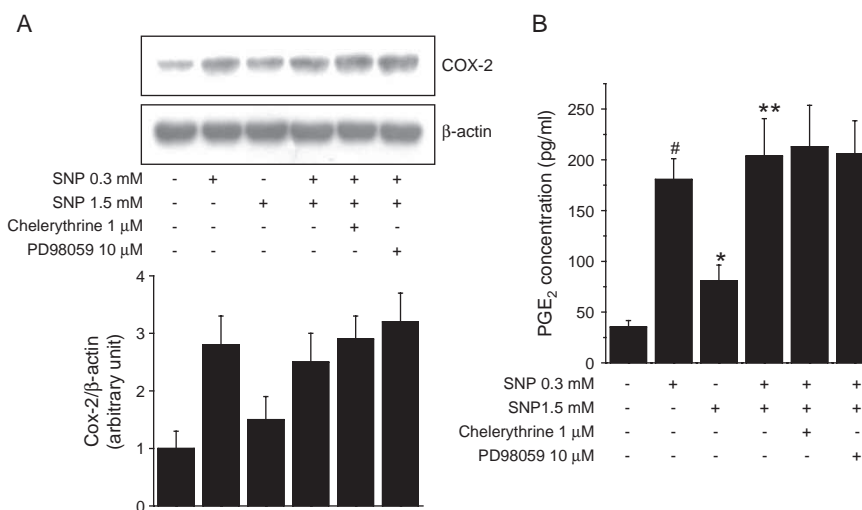 A
COX-2
β-actin
SNP 0.3 mM - + - + + +
SNP 1.5 mM - - + + + +
Chelerythrine 1 μM - - - - + -
PD98059 10 μM - - - - - +
4
3
2
1
0
Cox-2/β-actin
(arbitrary unit)
B
250
200
150
100
50
0
PGE2 concentration (pg/ml)
#
*
**
SNP 0.3 mM - + - + + +
SNP1.5 mM - - + + + +
Chelerythrine 1 μM - - - - + -
PD98059 10 μM - - - - - +